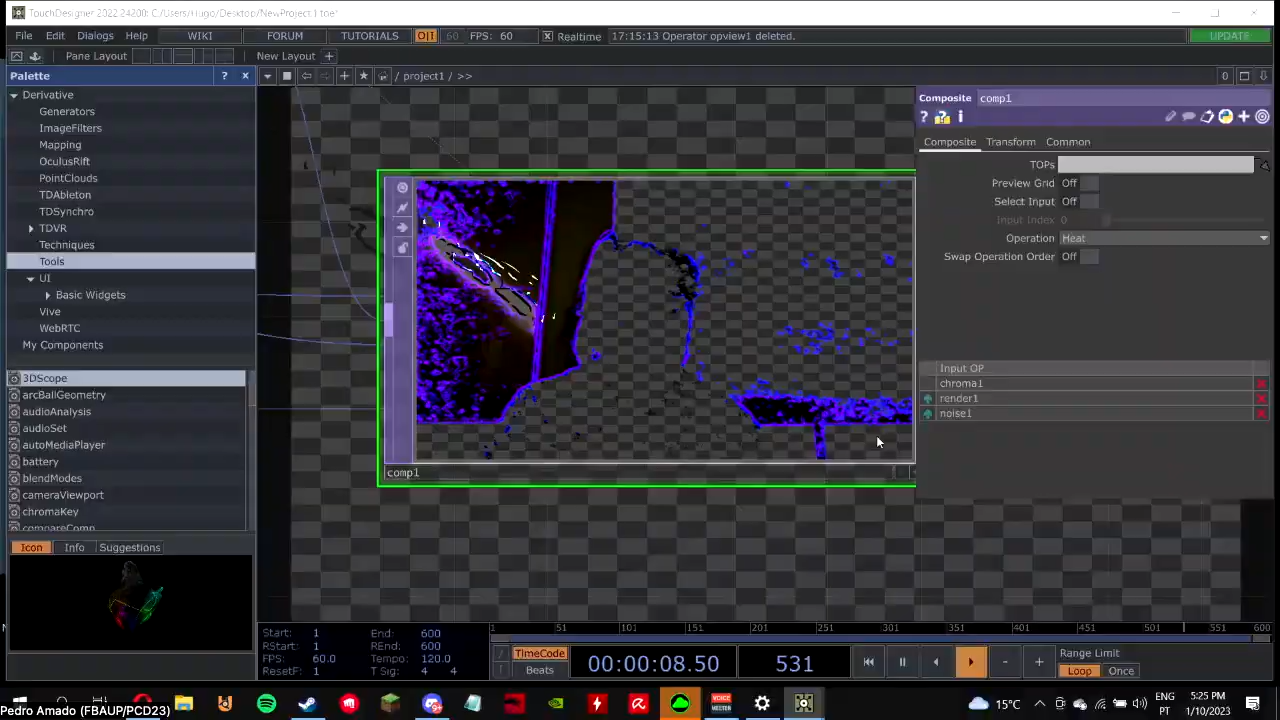 TouchDesigner 2022.24200: C:/Users/Hugo/Desktop/NewProject.1.toe*
File Edit Dialogs Help WIKI FORUM TUTORIALS O|I 60 FPS: 60 Realtime 17:15:13 Operator opview1 deleted. UPDATE
Pane Layout New Layout +
Palette ? x / project1 / >> 0
Derivative
Generators
ImageFilters
Mapping
OculusRift
PointClouds
TDAbleton
TDSynchro
TDVR
Techniques
Tools
UI
Basic Widgets
Vive
WebRTC
My Components
3DScope
arcBallGeometry
audioAnalysis
audioSet
autoMediaPlayer
battery
blendModes
cameraViewport
chromaKey
compareComp
Icon Info Suggestions
comp1
Composite comp1
Composite Transform Common
TOPs
Preview Grid Off
Select Input Off
Input Index 0
Operation Heat
Swap Operation Order Off
Input OP
chroma1
render1
noise1
Start: 1 End: 600
RStart: 1 REnd: 600
FPS: 60.0 Tempo: 120.0
ResetF: 1 T Sig: 4 4
1 51 101 151 201 251 301 351 401 451 501 551 600
TimeCode
Beats
00:00:08.50 531
Range Limit
Loop Once
Pedro Amado (FBAUP/PCD23)
VOICE MEETER
15°C
ENG
PT
5:25 PM
1/10/2023